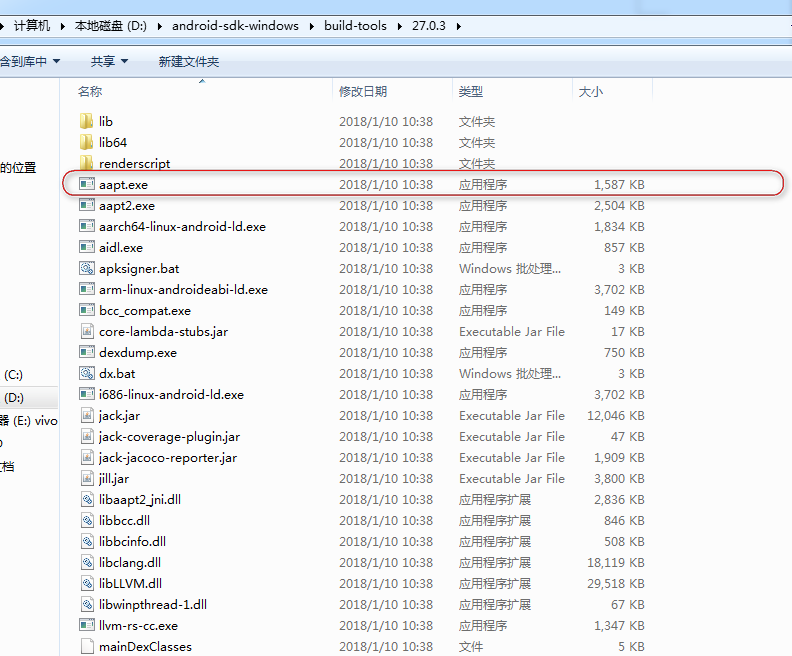 计算机 本地磁盘 (D:) android-sdk-windows build-tools 27.0.3
含到库中 共享 新建文件夹
名称 修改日期 类型 大小
lib 2018/1/10 10:38 文件夹
lib64 2018/1/10 10:38 文件夹
renderscript 2018/1/10 10:38 文件夹
aapt.exe 2018/1/10 10:38 应用程序 1,587 KB
aapt2.exe 2018/1/10 10:38 应用程序 2,504 KB
aarch64-linux-android-ld.exe 2018/1/10 10:38 应用程序 1,834 KB
aidl.exe 2018/1/10 10:38 应用程序 857 KB
apksigner.bat 2018/1/10 10:38 Windows 批处理... 3 KB
arm-linux-androideabi-ld.exe 2018/1/10 10:38 应用程序 3,702 KB
bcc_compat.exe 2018/1/10 10:38 应用程序 149 KB
core-lambda-stubs.jar 2018/1/10 10:38 Executable Jar File 17 KB
dexdump.exe 2018/1/10 10:38 应用程序 750 KB
dx.bat 2018/1/10 10:38 Windows 批处理... 3 KB
i686-linux-android-ld.exe 2018/1/10 10:38 应用程序 3,702 KB
jack.jar 2018/1/10 10:38 Executable Jar File 12,046 KB
jack-coverage-plugin.jar 2018/1/10 10:38 Executable Jar File 47 KB
jack-jacoco-reporter.jar 2018/1/10 10:38 Executable Jar File 1,909 KB
jill.jar 2018/1/10 10:38 Executable Jar File 3,800 KB
libaapt2_jni.dll 2018/1/10 10:38 应用程序扩展 2,836 KB
libbcc.dll 2018/1/10 10:38 应用程序扩展 846 KB
libbcinfo.dll 2018/1/10 10:38 应用程序扩展 508 KB
libclang.dll 2018/1/10 10:38 应用程序扩展 18,119 KB
libLLVM.dll 2018/1/10 10:38 应用程序扩展 29,518 KB
libwinpthread-1.dll 2018/1/10 10:38 应用程序扩展 67 KB
llvm-rs-cc.exe 2018/1/10 10:38 应用程序 1,347 KB
mainDexClasses 2018/1/10 10:38 文件 5 KB
的位置
(C:)
(D:)
器 (E:) vivo
文档